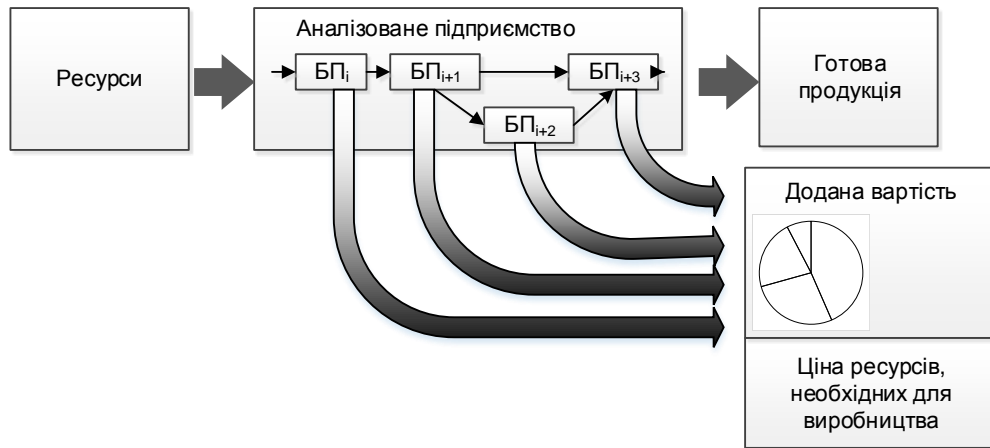 Ресурси
Аналізоване підприємство
БПi
БПi+1
БПi+3
БПi+2
Готова
продукція
Додана вартість
Ціна ресурсів,
необхідних для
виробництва